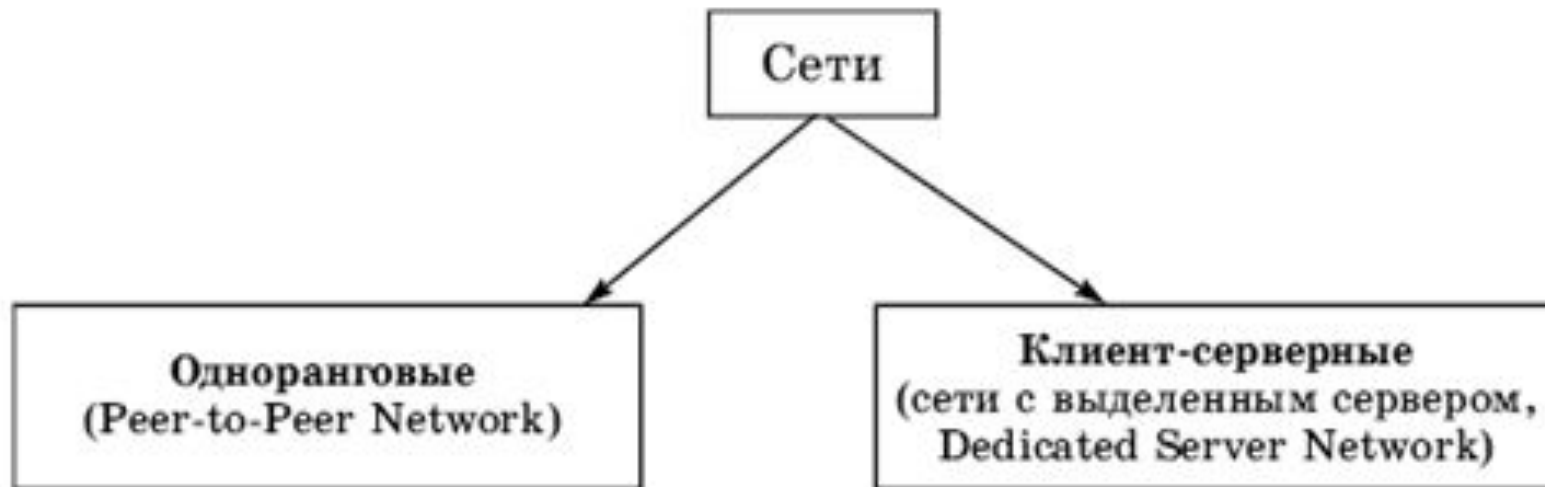 Сети
Одноранговые
(Peer-to-Peer Network)
Клиент-серверные
(сети с выделенным сервером,
Dedicated Server Network)